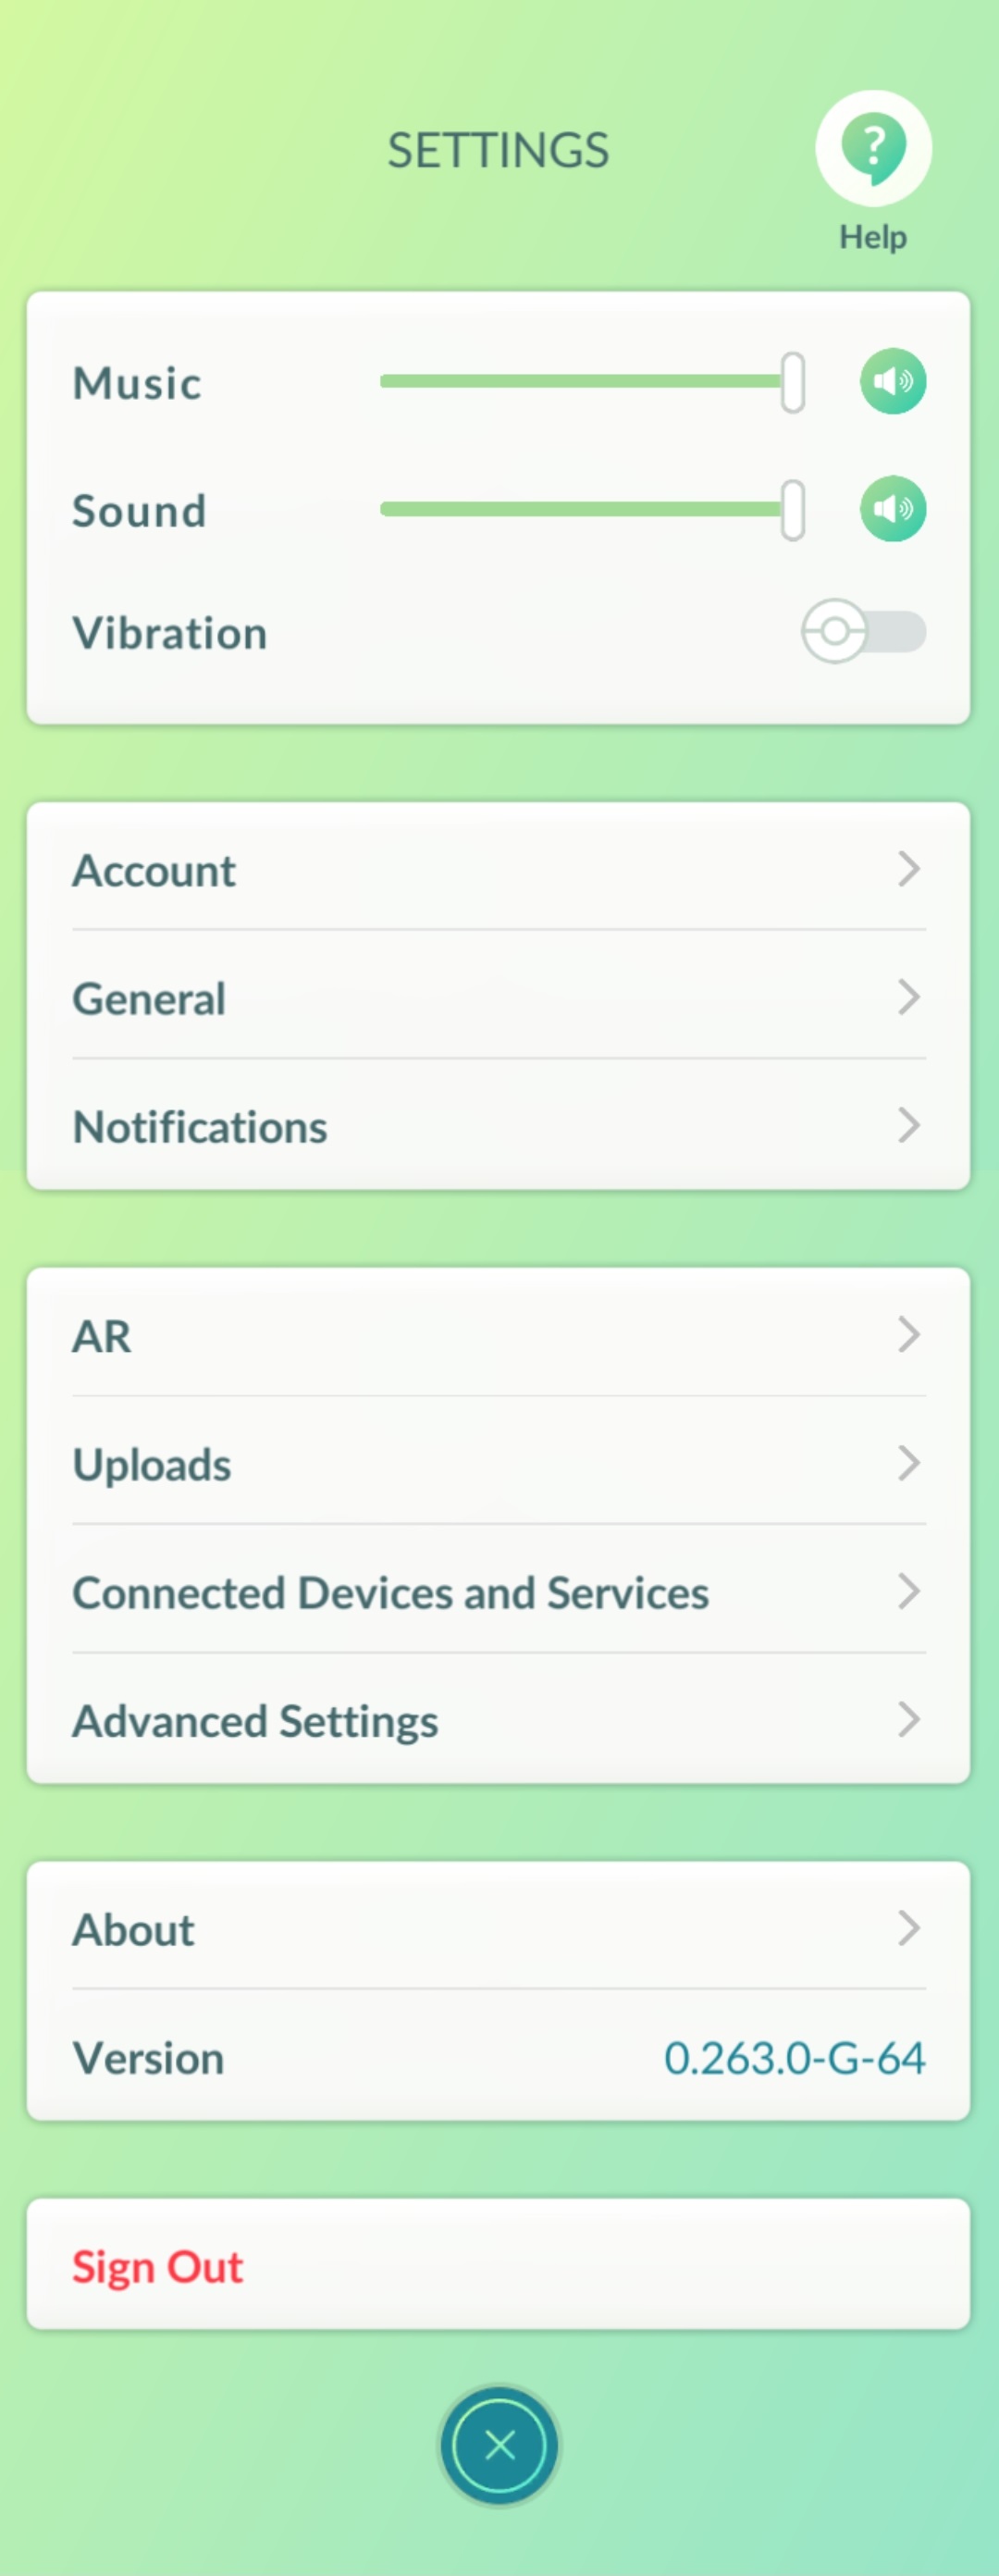 SETTINGS
?
Help
Music
Sound
Vibration
Account
General
Notifications
AR
Uploads
Connected Devices and Services
Advanced Settings
About
Version 0.263.0-G-64
Sign Out